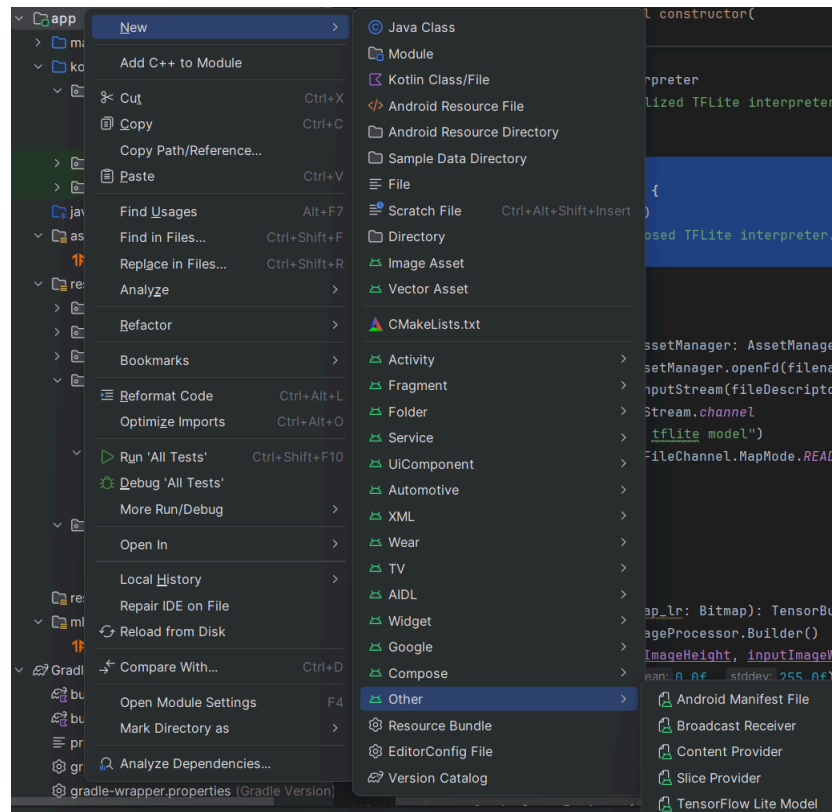 app
New
Add C++ to Module
Cut Ctrl+X
Copy Ctrl+C
Copy Path/Reference...
Paste Ctrl+V
Find Usages Alt+F7
Find in Files... Ctrl+Shift+F
Replace in Files... Ctrl+Shift+R
Analyze
Refactor
Bookmarks
Reformat Code Ctrl+Alt+L
Optimize Imports Ctrl+Alt+O
Run 'All Tests' Ctrl+Shift+F10
Debug 'All Tests'
More Run/Debug
Open In
Local History
Repair IDE on File
Reload from Disk
Compare With... Ctrl+D
Open Module Settings F4
Mark Directory as
Analyze Dependencies...
gradle-wrapper.properties (Gradle Version)
Java Class
Module
Kotlin Class/File
Android Resource File
Android Resource Directory
Sample Data Directory
File
Scratch File Ctrl+Alt+Shift+Insert
Directory
Image Asset
Vector Asset
CMakeLists.txt
Activity
Fragment
Folder
Service
UiComponent
Automotive
XML
Wear
TV
AIDL
Widget
Google
Compose
Other
Resource Bundle
EditorConfig File
Version Catalog
Android Manifest File
Broadcast Receiver
Content Provider
Slice Provider
TensorFlow Lite Model
constructor(
TFLite interpreter
{
)
TFLite interpreter.
ssetManager: AssetManage
setManager.openFd(filena
nputStream(fileDescripto
Stream.channel
tflite model")
FileChannel.MapMode.READ
ap_lr: Bitmap): TensorBu
ageProcessor.Builder()
ImageHeight, inputImageW
0.0f, stddev: 255.0f)